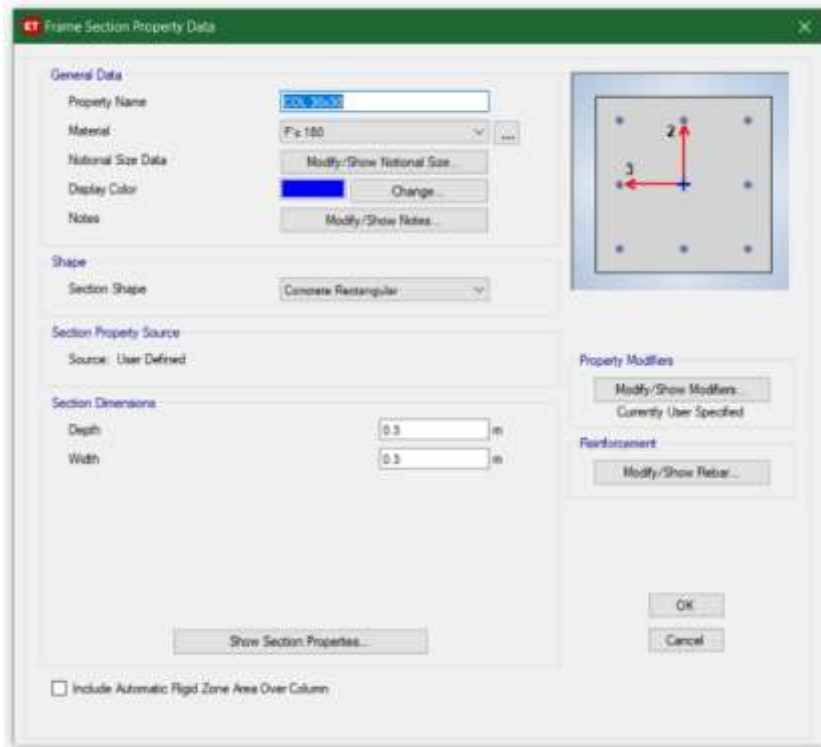 ET Frame Section Property Data
General Data
Property Name COL 30x30
Material F'c 180 ...
Notional Size Data Modify/Show Notional Size...
Display Color Change...
Notes Modify/Show Notes...
2
3
Shape
Section Shape Concrete Rectangular
Section Property Source
Source: User Defined
Property Modifiers
Modify/Show Modifiers...
Currently User Specified
Section Dimensions
Depth 0.3 m
Width 0.3 m
Reinforcement
Modify/Show Rebar...
OK
Show Section Properties...
Cancel
Include Automatic Rigid Zone Area Over Column